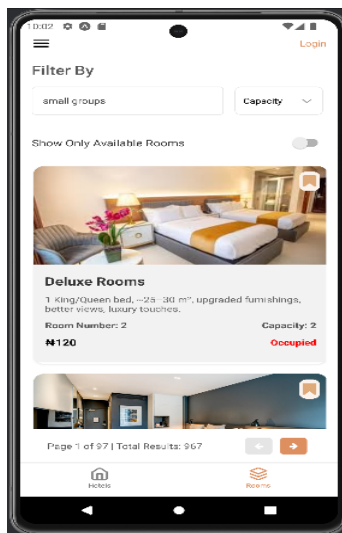 10:02
Login
Filter By
small groups
Capacity
Show Only Available Rooms
Deluxe Rooms
1 King/Queen bed, ~25–30 m², upgraded furnishings,
better views, luxury touches.
Room Number: 2 Capacity: 2
₦120 Occupied
Page 1 of 97 | Total Results: 967
Hotels Rooms